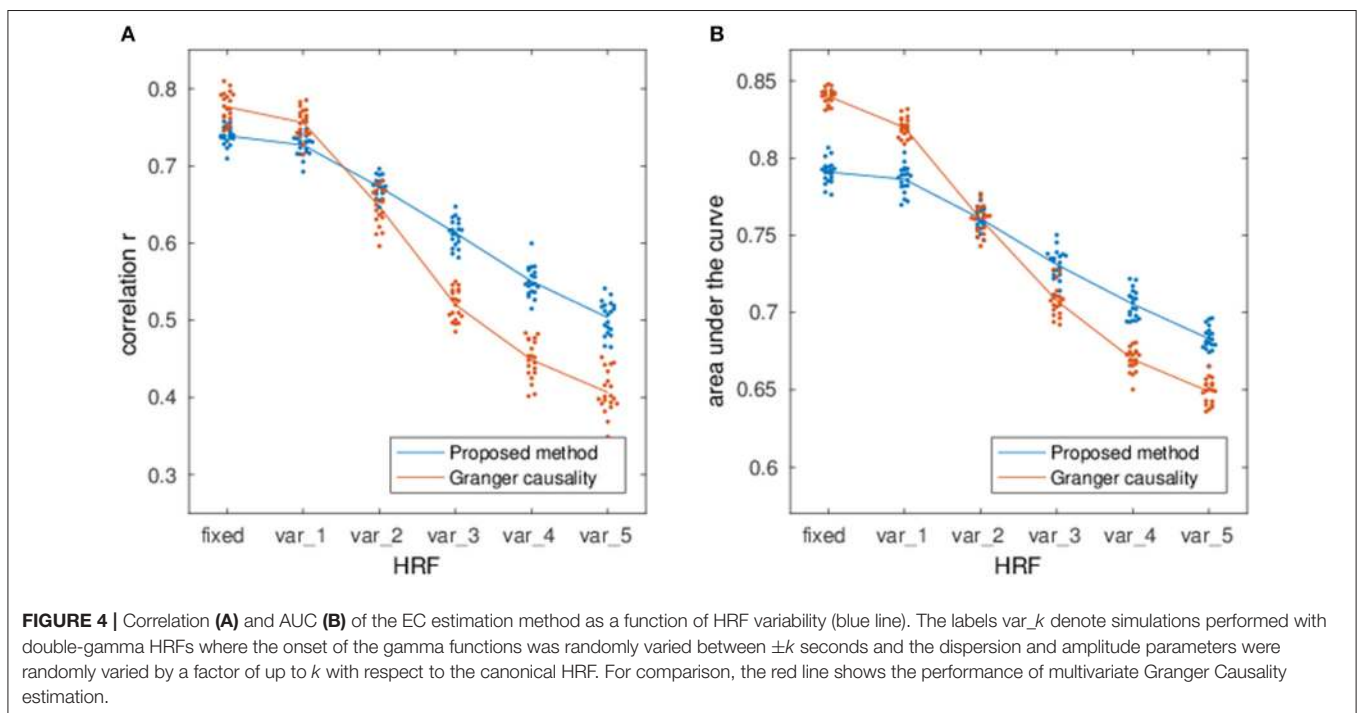 A
correlation r
0.8
0.7
0.6
0.5
0.4
0.3
Proposed method
Granger causality
fixed var_1 var_2 var_3 var_4 var_5
HRF
B
area under the curve
0.85
0.8
0.75
0.7
0.65
0.6
Proposed method
Granger causality
fixed var_1 var_2 var_3 var_4 var_5
HRF
FIGURE 4 | Correlation (A) and AUC (B) of the EC estimation method as a function of HRF variability (blue line). The labels var_k denote simulations performed with
double-gamma HRFs where the onset of the gamma functions was randomly varied between ±k seconds and the dispersion and amplitude parameters were
randomly varied by a factor of up to k with respect to the canonical HRF. For comparison, the red line shows the performance of multivariate Granger Causality
estimation.